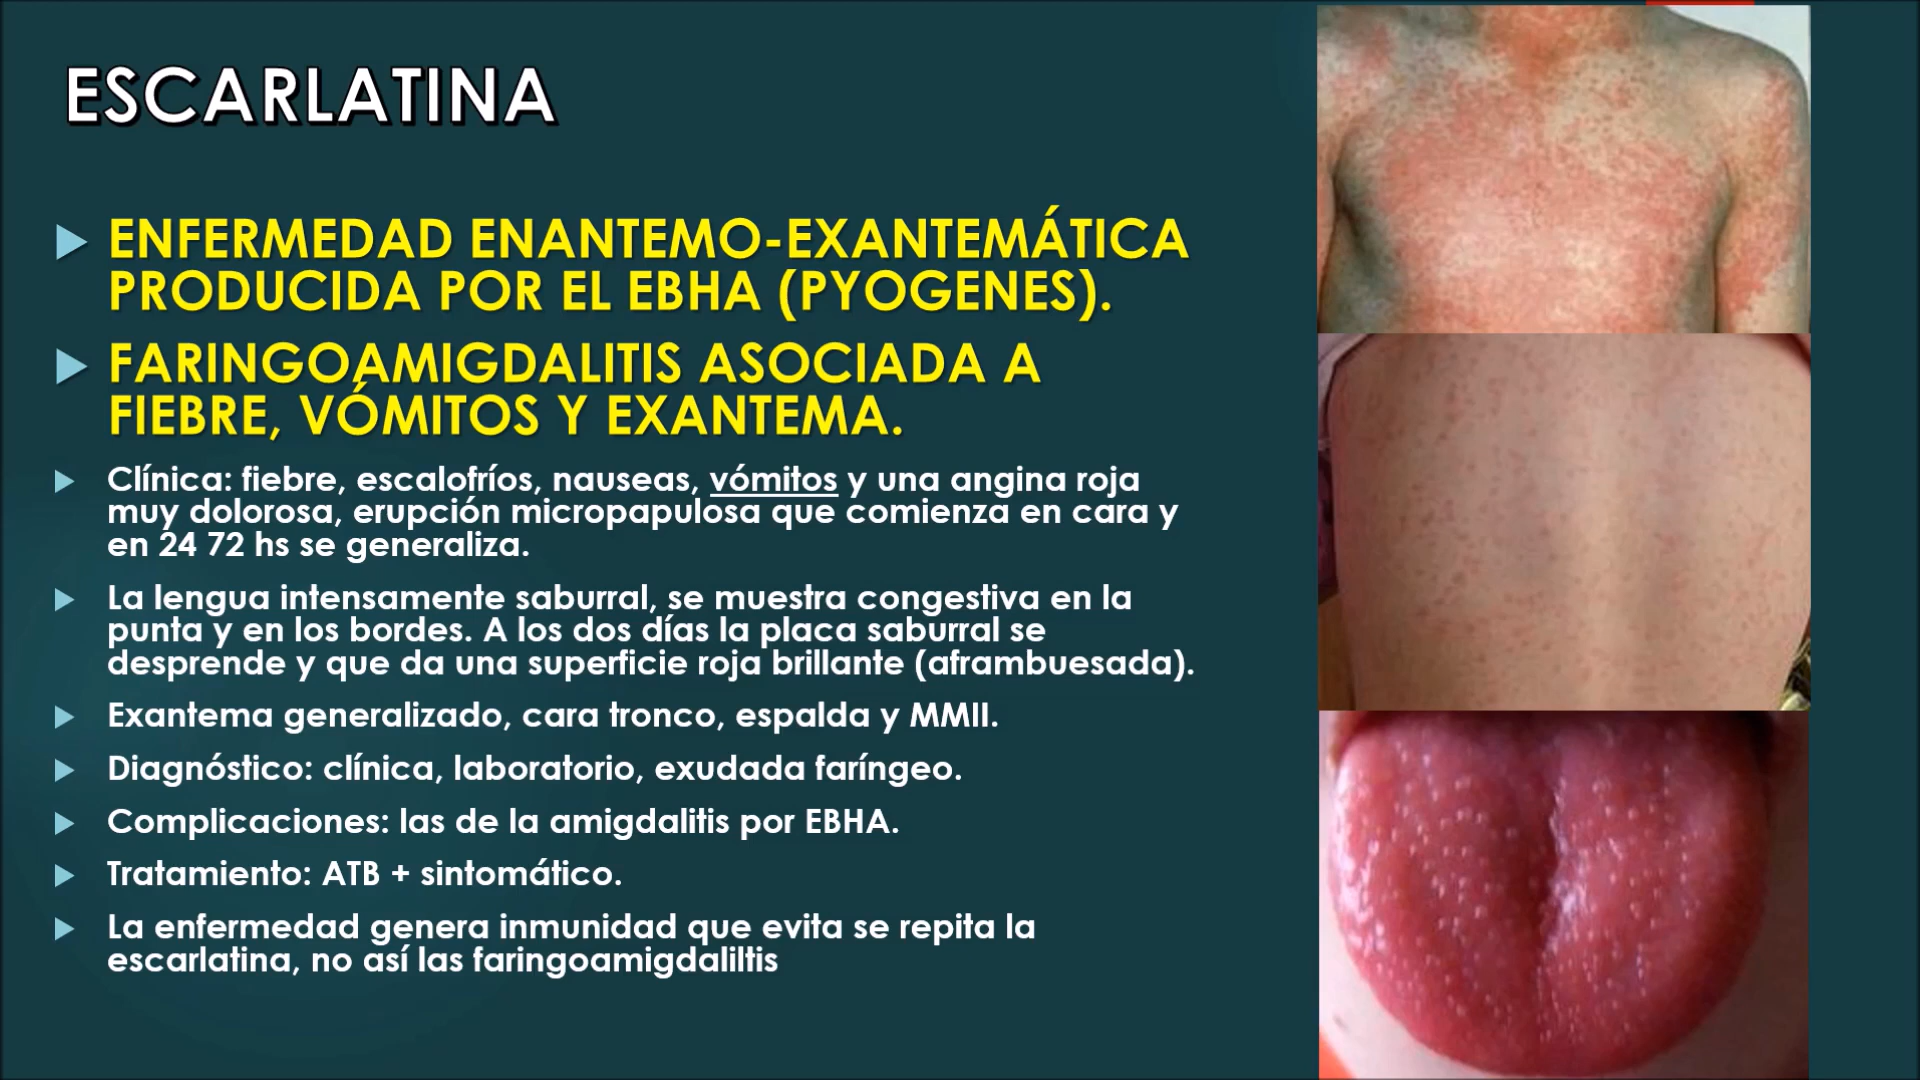 ESCARLATINA
ENFERMEDAD ENANTEMO-EXANTEMÁTICA
PRODUCIDA POR EL EBHA (PYOGENES).
FARINGOAMIGDALITIS ASOCIADA A
FIEBRE, VÓMITOS Y EXANTEMA.
Clínica: fiebre, escalofríos, nauseas, vómitos y una angina roja
muy dolorosa, erupción micropapulosa que comienza en cara y
en 24 72 hs se generaliza.
La lengua intensamente saburral, se muestra congestiva en la
punta y en los bordes. A los dos días la placa saburral se
desprende y que da una superficie roja brillante (aframbuesada).
Exantema generalizado, cara tronco, espalda y MMII.
Diagnóstico: clínica, laboratorio, exudada faríngeo.
Complicaciones: las de la amigdalitis por EBHA.
Tratamiento: ATB + sintomático.
La enfermedad genera inmunidad que evita se repita la
escarlatina, no así las faringoamigdaliltis